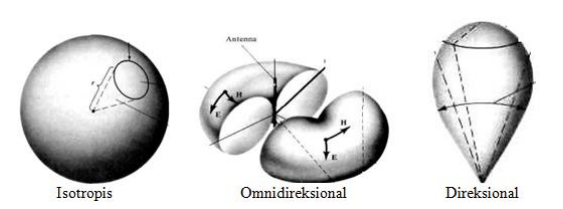 Antenna
H
E
H
E
Isotropis
Omnidireksional
Direksional